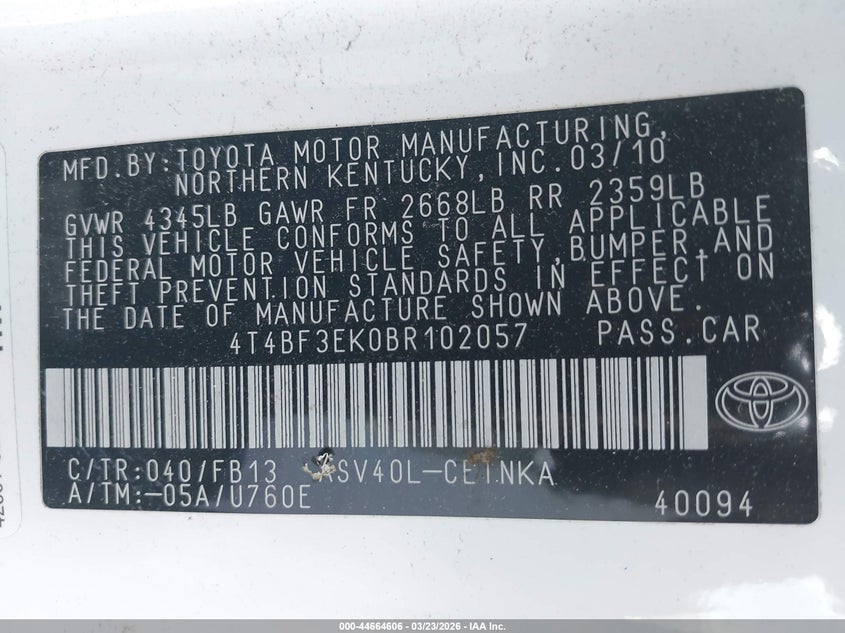 MFD.BY:TOYOTA MOTOR MANUFACTURING,
NORTHERN KENTUCKY,INC.03/10
GVWR 4345LB GAWR FR 2668LB RR 2359LB
THIS VEHICLE CONFORMS TO ALL APPLICABLE
FEDERAL MOTOR VEHICLE SAFETY,BUMPER,AND
THEFT PREVENTION STANDARDS IN EFFECT ON
THE DATE OF MANUFACTURE SHOWN ABOVE.
4T4BF3EK0BR102057 PASS.CAR
C/TR:040/FB13 ASV40L-CETNKA
A/TM:-05A/U760E 40094
000-44664606 - 03/23/2026 - IAA Inc.